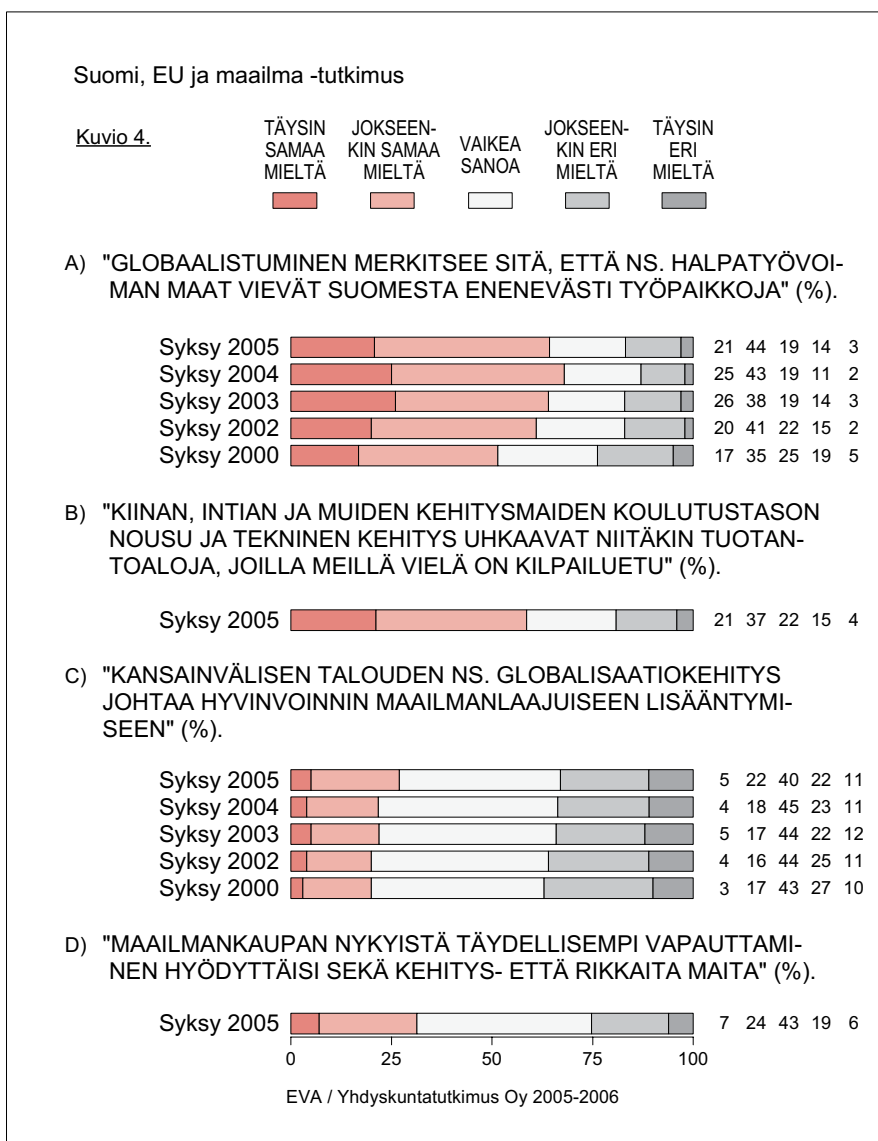 Suomi, EU ja maailma -tutkimus
Kuvio 4.
TÄYSIN SAMAA MIELTÄ
JOKSEEN-KIN SAMAA MIELTÄ
VAIKEA SANOA
JOKSEEN-KIN ERI MIELTÄ
TÄYSIN ERI MIELTÄ
A) "GLOBAALISTUMINEN MERKITSEE SITÄ, ETTÄ NS. HALPATYÖVOI-
MAN MAAT VIEVÄT SUOMESTA ENENEVÄSTI TYÖPAIKKOJA" (%).
Syksy 2005 21 44 19 14 3
Syksy 2004 25 43 19 11 2
Syksy 2003 26 38 19 14 3
Syksy 2002 20 41 22 15 2
Syksy 2000 17 35 25 19 5
B) "KIINAN, INTIAN JA MUIDEN KEHITYSMAIDEN KOULUTUSTASON
NOUSU JA TEKNINEN KEHITYS UHKAAVAT NIITÄKIN TUOTAN-
TOALOJA, JOILLA MEILLÄ VIELÄ ON KILPAILUETU" (%).
Syksy 2005 21 37 22 15 4
C) "KANSAINVÄLISEN TALOUDEN NS. GLOBALISAATIOKEHITYS
JOHTAA HYVINVOINNIN MAAILMANLAAJUISEEN LISÄÄNTYMI-
SEEN" (%).
Syksy 2005 5 22 40 22 11
Syksy 2004 4 18 45 23 11
Syksy 2003 5 17 44 22 12
Syksy 2002 4 16 44 25 11
Syksy 2000 3 17 43 27 10
D) "MAAILMANKAUPAN NYKYISTÄ TÄYDELLISEMPI VAPAUTTAMI-
NEN HYÖDYTTÄISI SEKÄ KEHITYS- ETTÄ RIKKAITA MAITA" (%).
Syksy 2005 7 24 43 19 6
0 25 50 75 100
EVA / Yhdyskuntatutkimus Oy 2005-2006